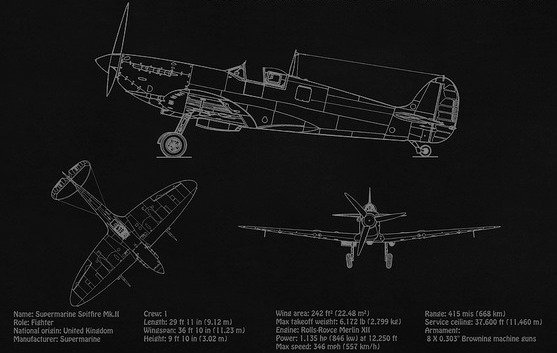 Name: Supermarine Spitfire Mk.II
Role: Fighter
National origin: United Kingdom
Manufacturer: Supermarine
Crew: 1
Length: 29 ft 11 in (9.12 m)
Wingspan: 36 ft 10 in (11.23 m)
Height: 9 ft 10 in (3.02 m)
Wing area: 242 ft² (22.48 m²)
Max takeoff weight: 6,172 lb (2,799 kg)
Engine: Rolls-Royce Merlin XII
Power: 1,135 hp (846 kw) at 12,250 ft
Max speed: 346 mph (557 km/h)
Range: 415 mis (668 km)
Service ceiling: 37,600 ft (11,460 m)
Armament:
8 X 0.303" Browning machine guns